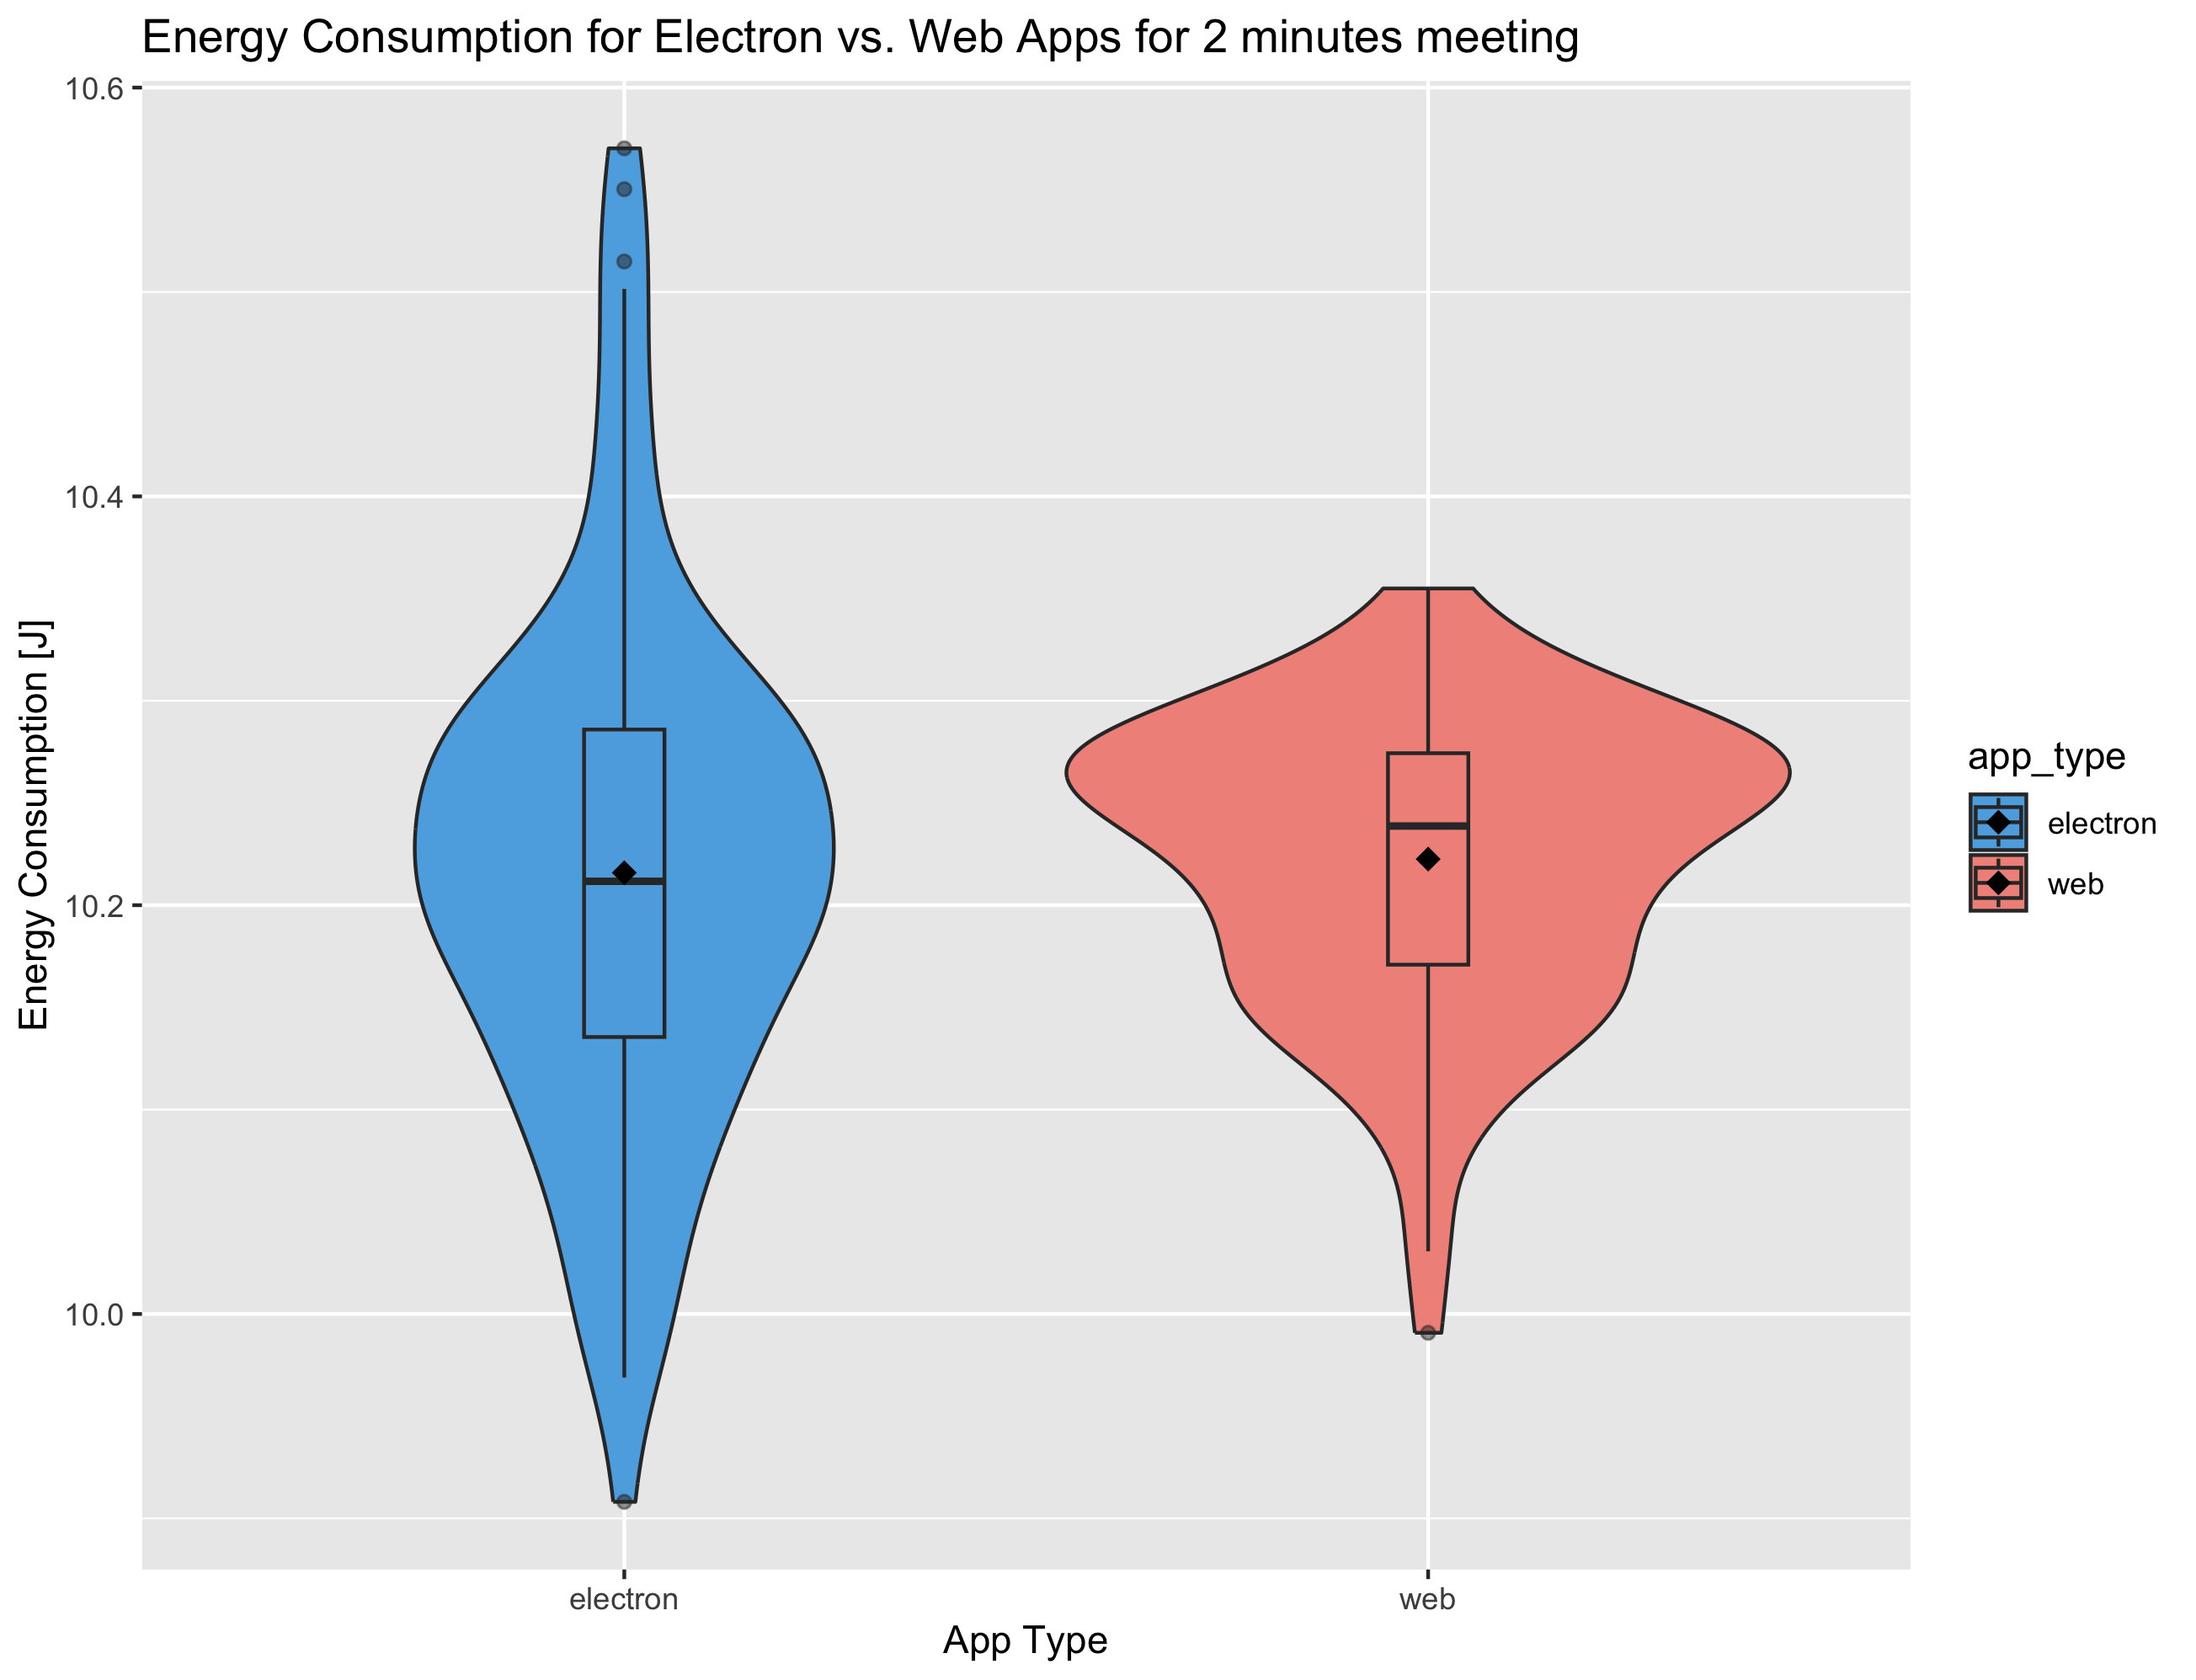 Energy Consumption for Electron vs. Web Apps for 2 minutes meeting
Energy Consumption [J]
10.6
10.4
10.2
10.0
electron
web
App Type
app_type
electron
web